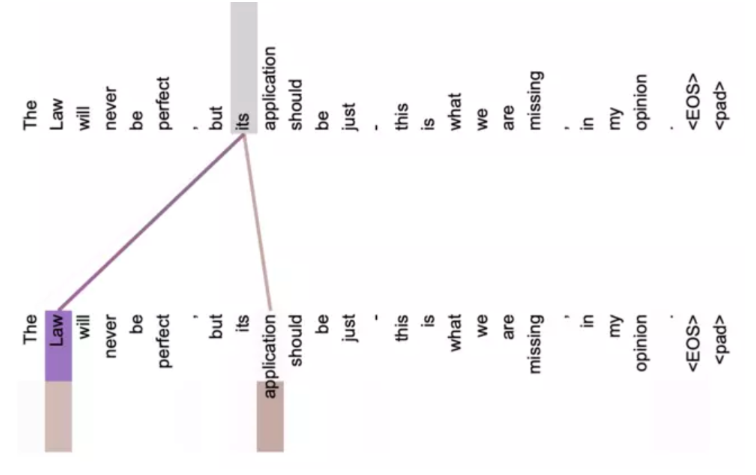 The Law will never be perfect , but its application should be just - this is what we are missing , in my opinion . <EOS> <pad>
The Law will never be perfect , but its application should be just - this is what we are missing , in my opinion . <EOS> <pad>